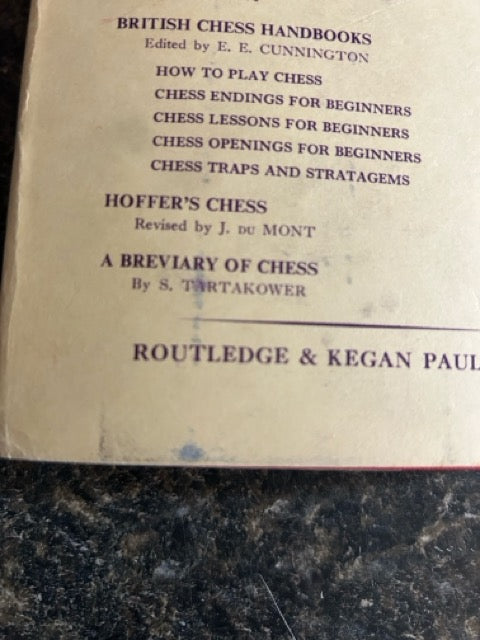 BRITISH CHESS HANDBOOKS
Edited by E. E. CUNNINGTON
HOW TO PLAY CHESS
CHESS ENDINGS FOR BEGINNERS
CHESS LESSONS FOR BEGINNERS
CHESS OPENINGS FOR BEGINNERS
CHESS TRAPS AND STRATAGEMS
HOFFER'S CHESS
Revised by J. DU MONT
A BREVIARY OF CHESS
By S. TARTAKOWER
ROUTLEDGE & KEGAN PAUL